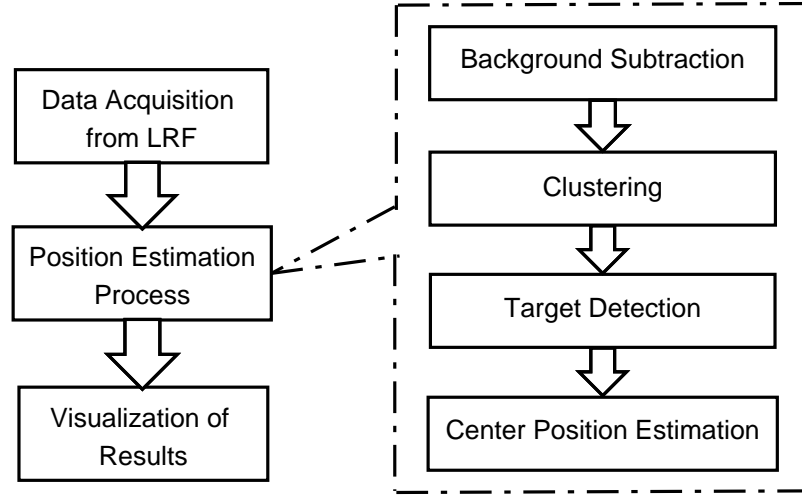 Data Acquisition
from LRF
Position Estimation
Process
Visualization of
Results
Background Subtraction
Clustering
Target Detection
Center Position Estimation